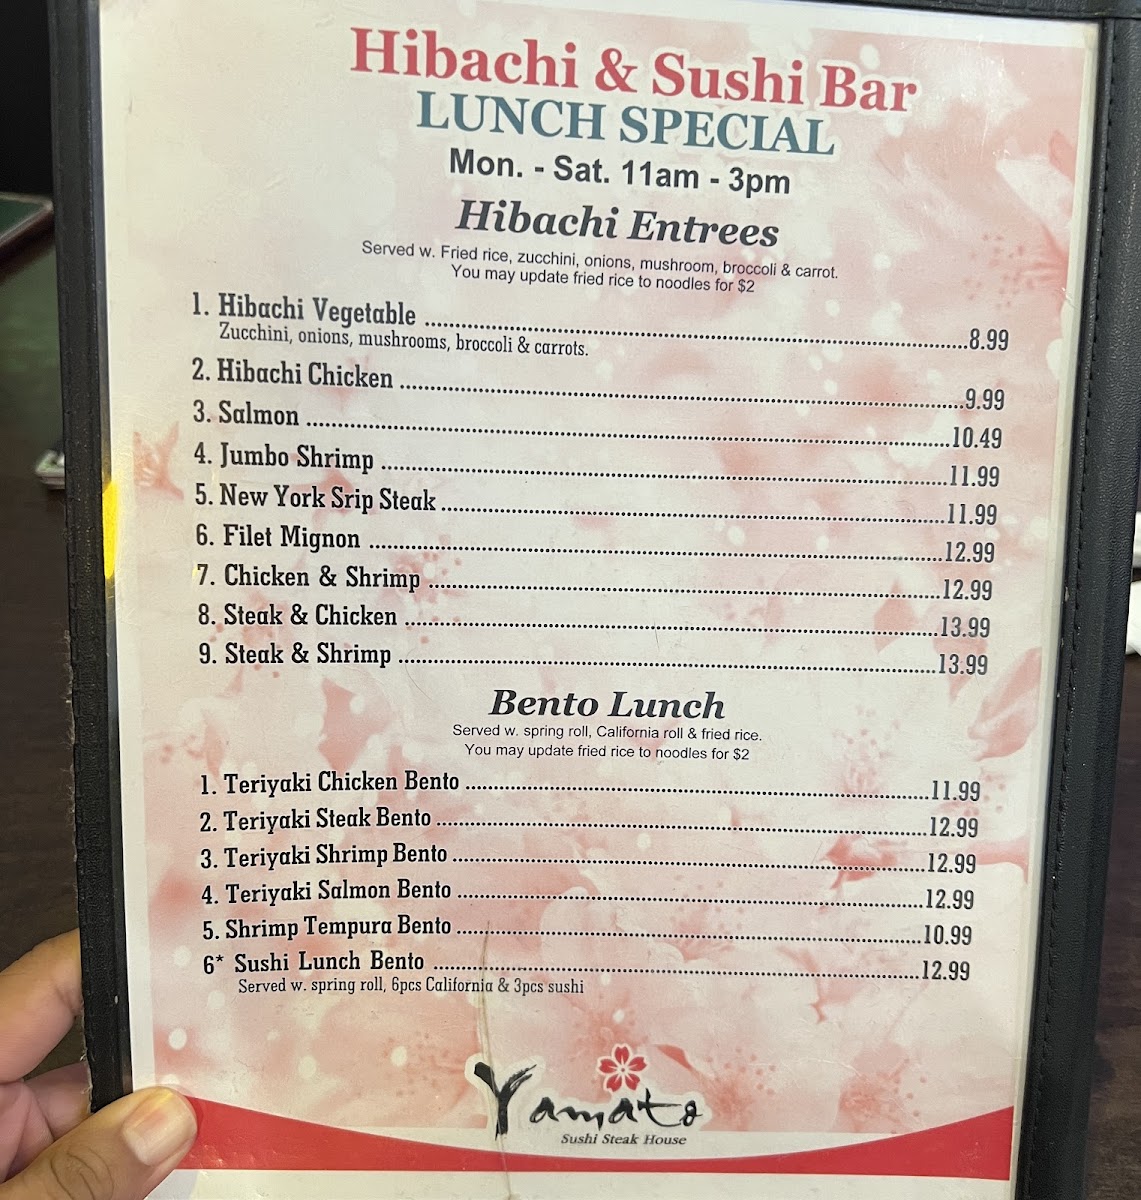 Hibachi & Sushi Bar
LUNCH SPECIAL
Mon. - Sat. 11am - 3pm
Hibachi Entrees
Served w. Fried rice, zucchini, onions, mushroom, broccoli & carrot.
You may update fried rice to noodles for $2
1. Hibachi Vegetable ........ 8.99
Zucchini, onions, mushrooms, broccoli & carrots.
2. Hibachi Chicken ........ 9.99
3. Salmon ........ 10.49
4. Jumbo Shrimp ........ 11.99
5. New York Srip Steak ........ 11.99
6. Filet Mignon ........ 12.99
7. Chicken & Shrimp ........ 12.99
8. Steak & Chicken ........ 13.99
9. Steak & Shrimp ........ 13.99
Bento Lunch
Served w. spring roll, California roll & fried rice.
You may update fried rice to noodles for $2
1. Teriyaki Chicken Bento ........ 11.99
2. Teriyaki Steak Bento ........ 12.99
3. Teriyaki Shrimp Bento ........ 12.99
4. Teriyaki Salmon Bento ........ 12.99
5. Shrimp Tempura Bento ........ 10.99
6* Sushi Lunch Bento ........ 12.99
Served w. spring roll, 6pcs California & 3pcs sushi
Yamato
Sushi Steak House